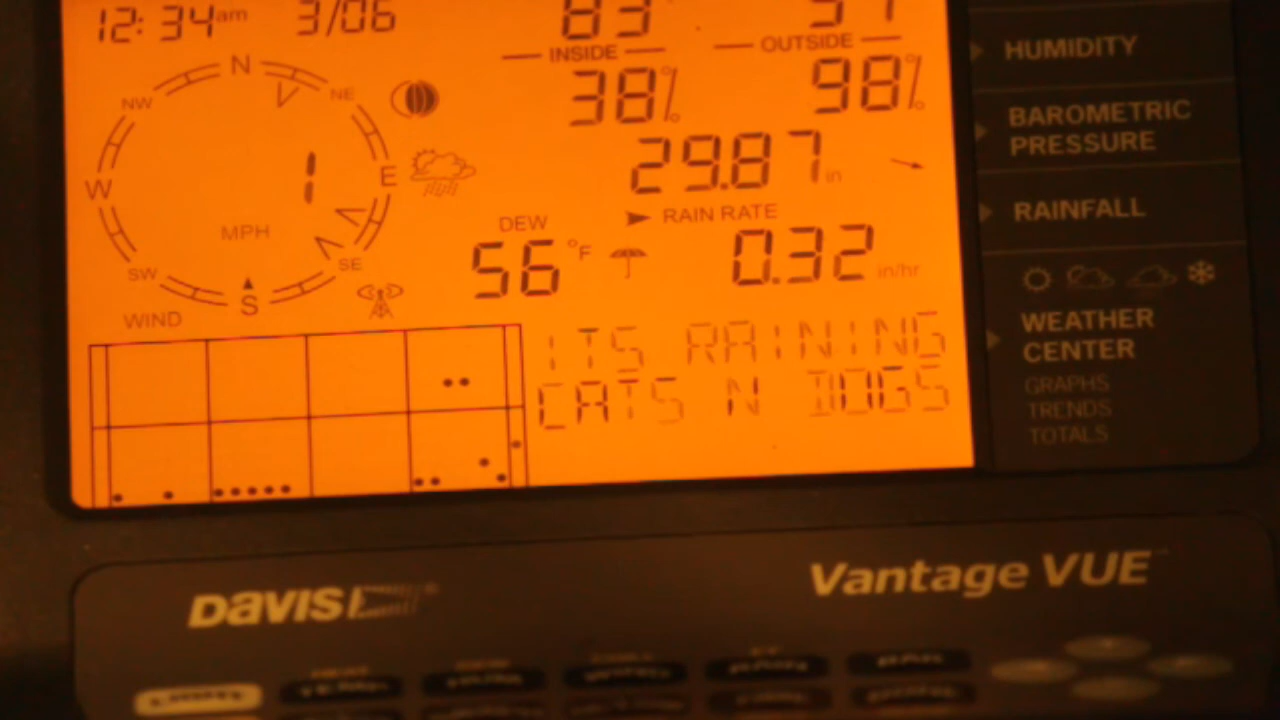 12:34am 3/06 83 57
INSIDE OUTSIDE
HUMIDITY
38% 98%
N
NW NE
W E
SW SE
S
1
MPH
WIND
BAROMETRIC
PRESSURE
29.87in
RAINFALL
DEW RAIN RATE
56°F 0.32in/hr
WEATHER
CENTER
GRAPHS
TRENDS
TOTALS
ITS RAINING
CATS N DOGS
DAVIS
Vantage VUE